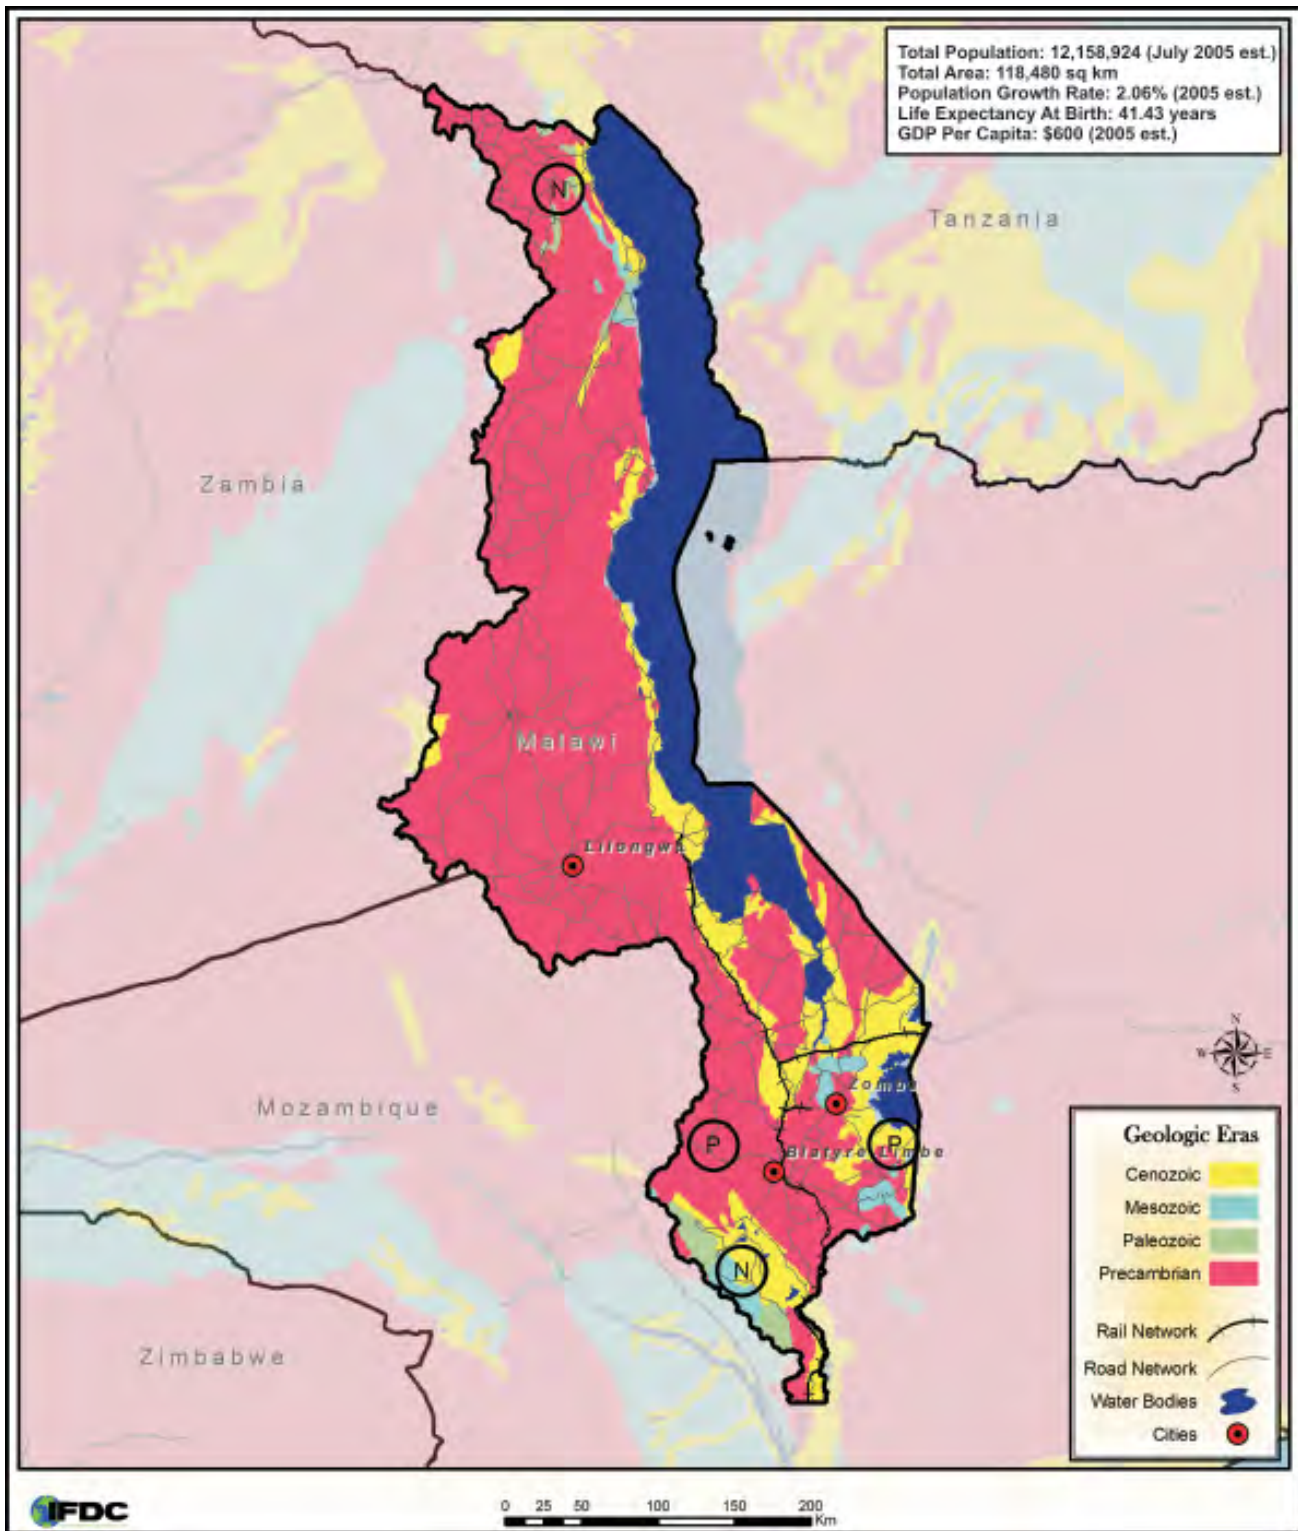 Total Population: 12,158,924 (July 2005 est.)
Total Area: 118,480 sq km
Population Growth Rate: 2.06% (2005 est.)
Life Expectancy At Birth: 41.43 years
GDP Per Capita: $600 (2005 est.)
N
Tanzania
Zambia
Malawi
Lilongwe
N
W E
S
Mozambique
Zomba
P
P
Blatyre Limbe
N
Zimbabwe
Geologic Eras
Cenozoic
Mesozoic
Paleozoic
Precambrian
Rail Network
Road Network
Water Bodies
Cities
IFDC
0 25 50 100 150 200
Km